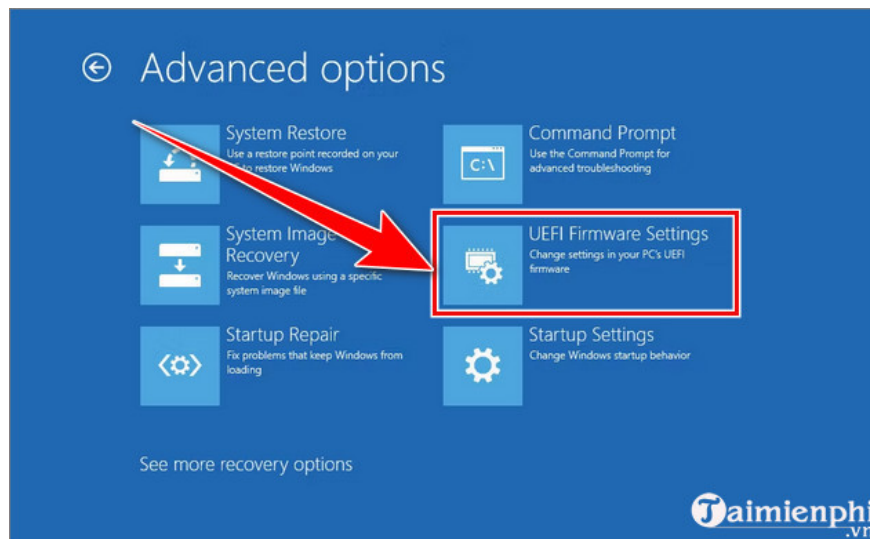 Advanced options
System Restore
Use a restore point recorded on your
to restore Windows
Command Prompt
Use the Command Prompt for
advanced troubleshooting
C:\
System Image
Recovery
Recover Windows using a specific
system image file
UEFI Firmware Settings
Change settings in your PC's UEFI
firmware
Startup Repair
Fix problems that keep Windows from
loading
Startup Settings
Change Windows startup behavior
See more recovery options
Taimienphi
.vn